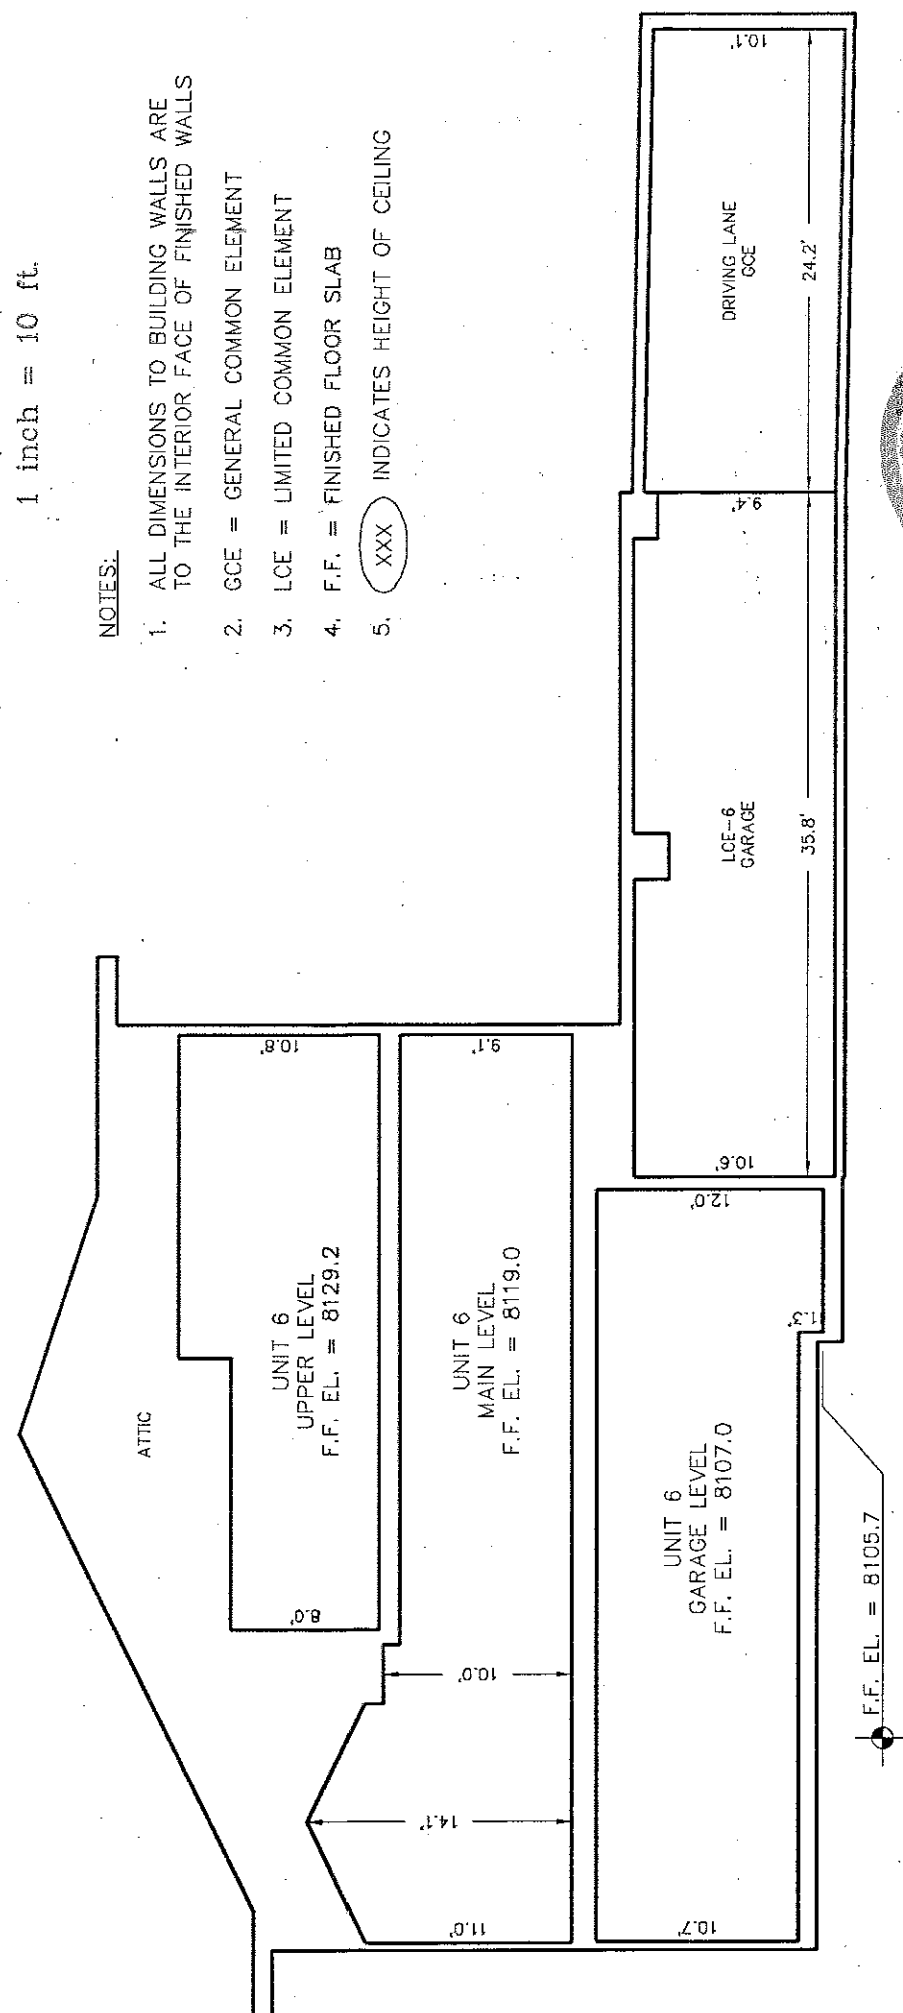 1 inch = 10 ft.
NOTES:
1. ALL DIMENSIONS TO BUILDING WALLS ARE
TO THE INTERIOR FACE OF FINISHED WALLS
2. GCE = GENERAL COMMON ELEMENT
3. LCE = LIMITED COMMON ELEMENT
4. F.F. = FINISHED FLOOR SLAB
5. XXX INDICATES HEIGHT OF CEILING
ATTIC
8.0'
UNIT 6
UPPER LEVEL
F.F. EL. = 8129.2
10.8'
11.0'
14.1'
10.0'
UNIT 6
MAIN LEVEL
F.F. EL. = 8119.0
9.1'
10.7'
UNIT 6
GARAGE LEVEL
F.F. EL. = 8107.0
1.3'
12.0'
F.F. EL. = 8105.7
10.6'
LCE-6
GARAGE
35.8'
9.4'
DRIVING LANE
GCE
24.2'
10.1'